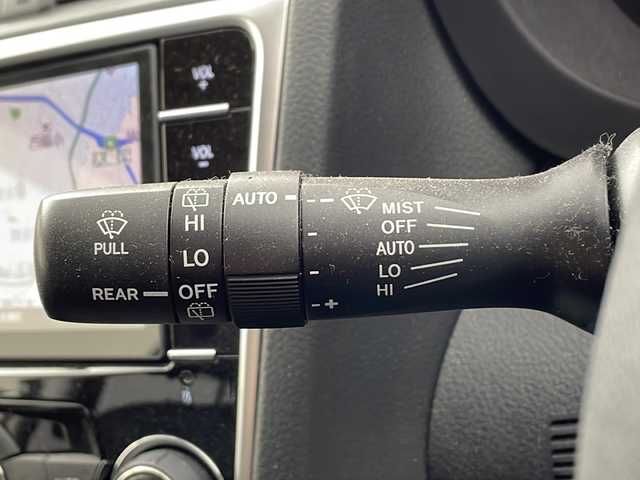 VOL
+
VOL
-
PULL
REAR
HI
LO
OFF
AUTO
- +
MIST
OFF
AUTO
LO
HI